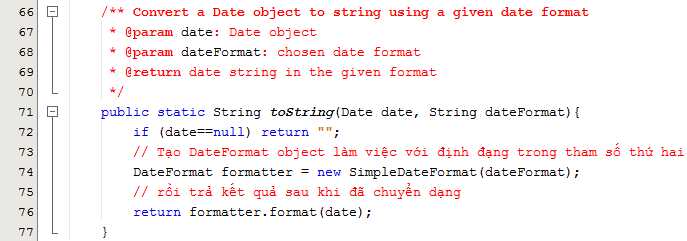 66 /** Convert a Date object to string using a given date format
67 * @param date: Date object
68 * @param dateFormat: chosen date format
69 * @return date string in the given format
70 */
71 public static String toString(Date date, String dateFormat){
72 if (date==null) return "";
73 // Tạo DateFormat object làm việc với định đạng trong tham số thứ hai
74 DateFormat formatter = new SimpleDateFormat(dateFormat);
75 // rồi trả kết quả sau khi đã chuyển dạng
76 return formatter.format(date);
77 }